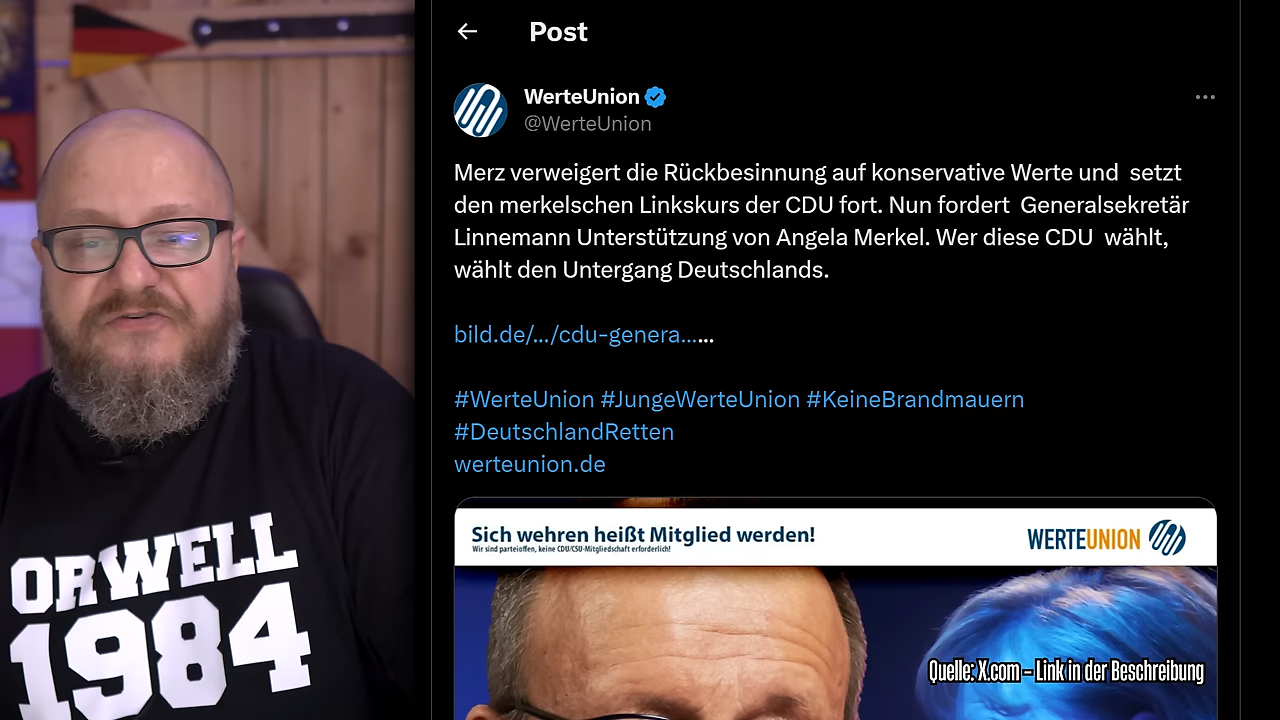 Post
WerteUnion
@WerteUnion
Merz verweigert die Rückbesinnung auf konservative Werte und setzt
den merkelschen Linkskurs der CDU fort. Nun fordert Generalsekretär
Linnemann Unterstützung von Angela Merkel. Wer diese CDU wählt,
wählt den Untergang Deutschlands.
bild.de/.../cdu-genera......
#WerteUnion #JungeWerteUnion #KeineBrandmauern
#DeutschlandRetten
werteunion.de
Sich wehren heißt Mitglied werden!
Wir sind parteioffen, keine CDU/CSU-Mitgliedschaft erforderlich!
WERTEUNION
Quelle: X.com – Link in der Beschreibung
ORWELL
1984